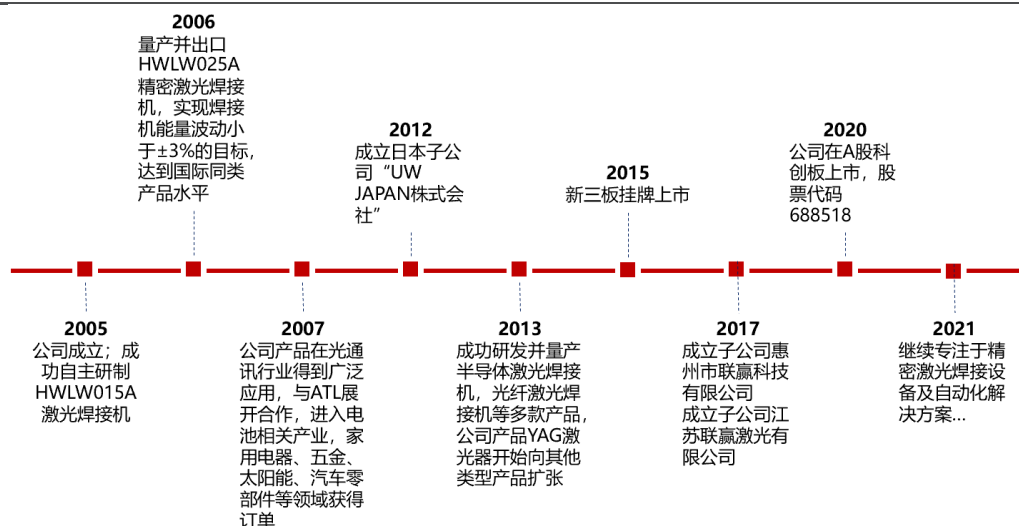 2006
量产并出口
HWLW025A
精密激光焊接
机，实现焊接
机能量波动小
于±3%的目标，
达到国际同类
产品水平
2012
成立日本子公
司“UW
JAPAN株式会
社”
2015
新三板挂牌上市
2020
公司在A股科
创板上市，股
票代码
688518
2005
公司成立；成
功自主研制
HWLW015A
激光焊接机
2007
公司产品在光通
讯行业得到广泛
应用，与ATL展
开合作，进入电
池相关产业，家
用电器、五金、
太阳能、汽车零
部件等领域获得
订单
2013
成功研发并量产
半导体激光焊接
机，光纤激光焊
接机等多款产品，
公司产品YAG激
光器开始向其他
类型产品扩张
2017
成立子公司惠
州市联赢科技
有限公司
成立子公司江
苏联赢激光有
限公司
2021
继续专注于精
密激光焊接设
备及自动化解
决方案...